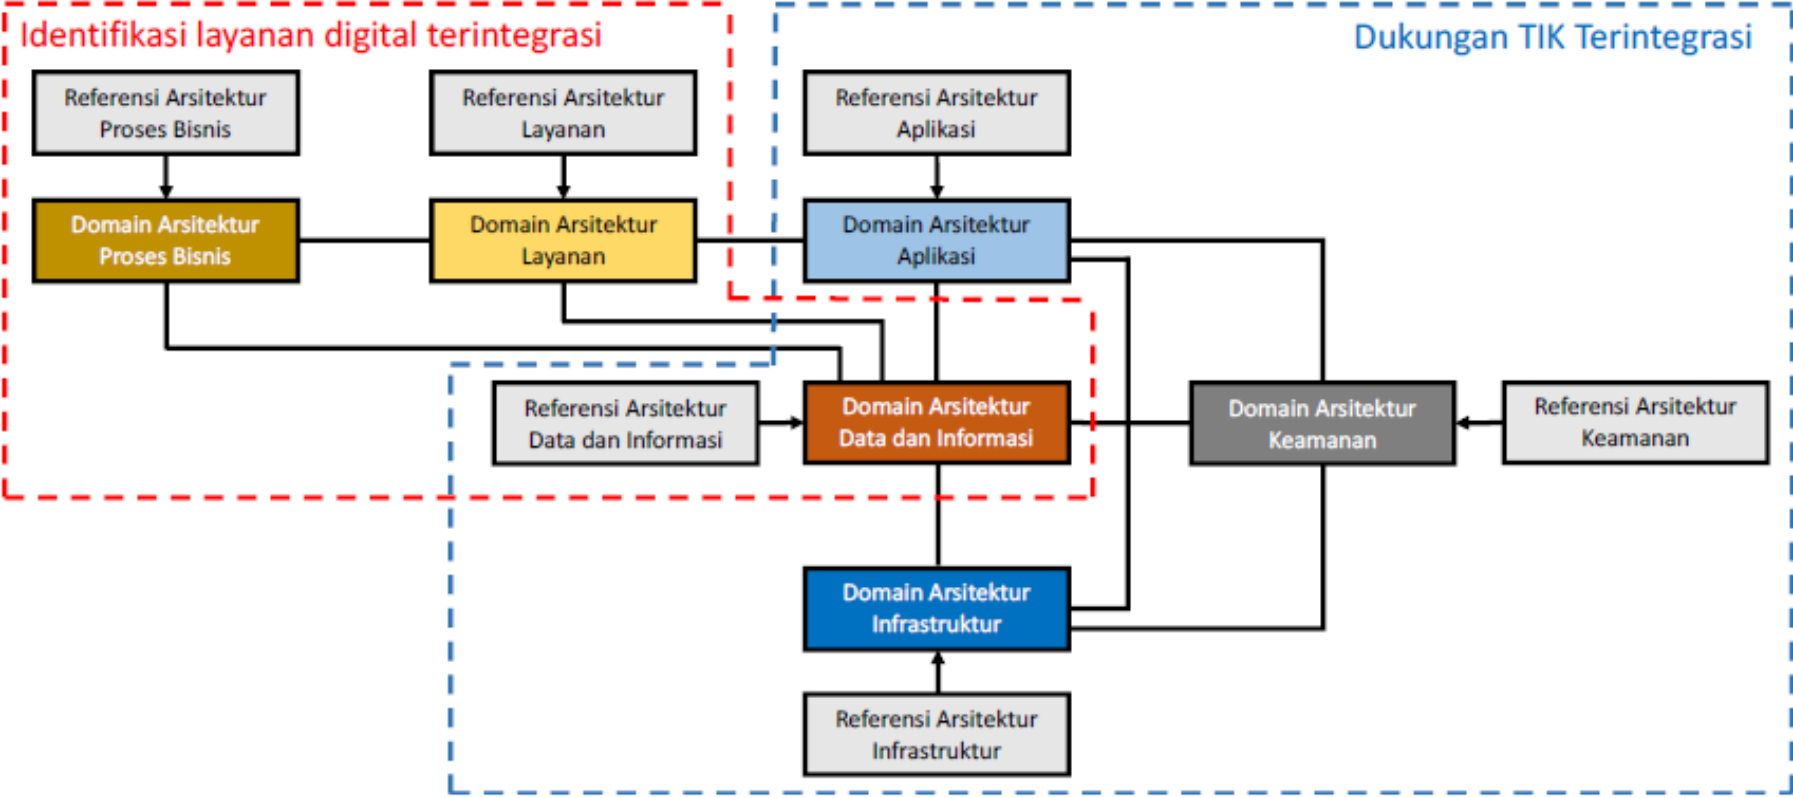 Identifikasi layanan digital terintegrasi
Dukungan TIK Terintegrasi
Referensi Arsitektur
Proses Bisnis
Referensi Arsitektur
Layanan
Referensi Arsitektur
Aplikasi
Domain Arsitektur
Proses Bisnis
Domain Arsitektur
Layanan
Domain Arsitektur
Aplikasi
Referensi Arsitektur
Data dan Informasi
Domain Arsitektur
Data dan Informasi
Domain Arsitektur
Keamanan
Referensi Arsitektur
Keamanan
Domain Arsitektur
Infrastruktur
Referensi Arsitektur
Infrastruktur